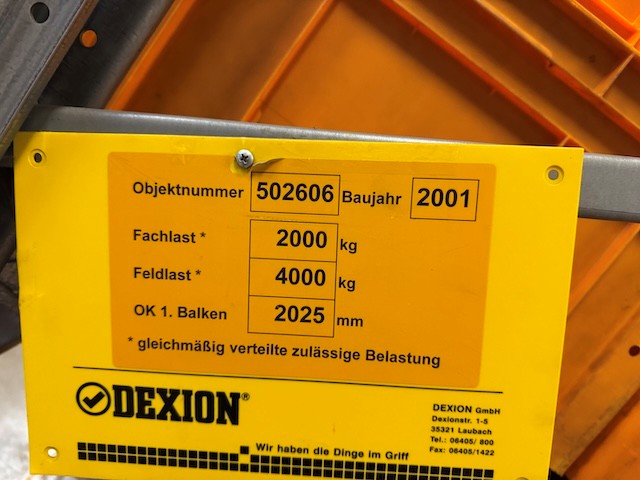 Objektnummer 502606 Baujahr 2001
Fachlast * 2000 kg
Feldlast * 4000 kg
OK 1. Balken 2025 mm
* gleichmäßig verteilte zulässige Belastung
DEXION®
DEXION GmbH
Dexionstr. 1-5
35321 Laubach
Tel.: 06405/ 800
Fax: 06405/1422
Wir haben die Dinge im Griff